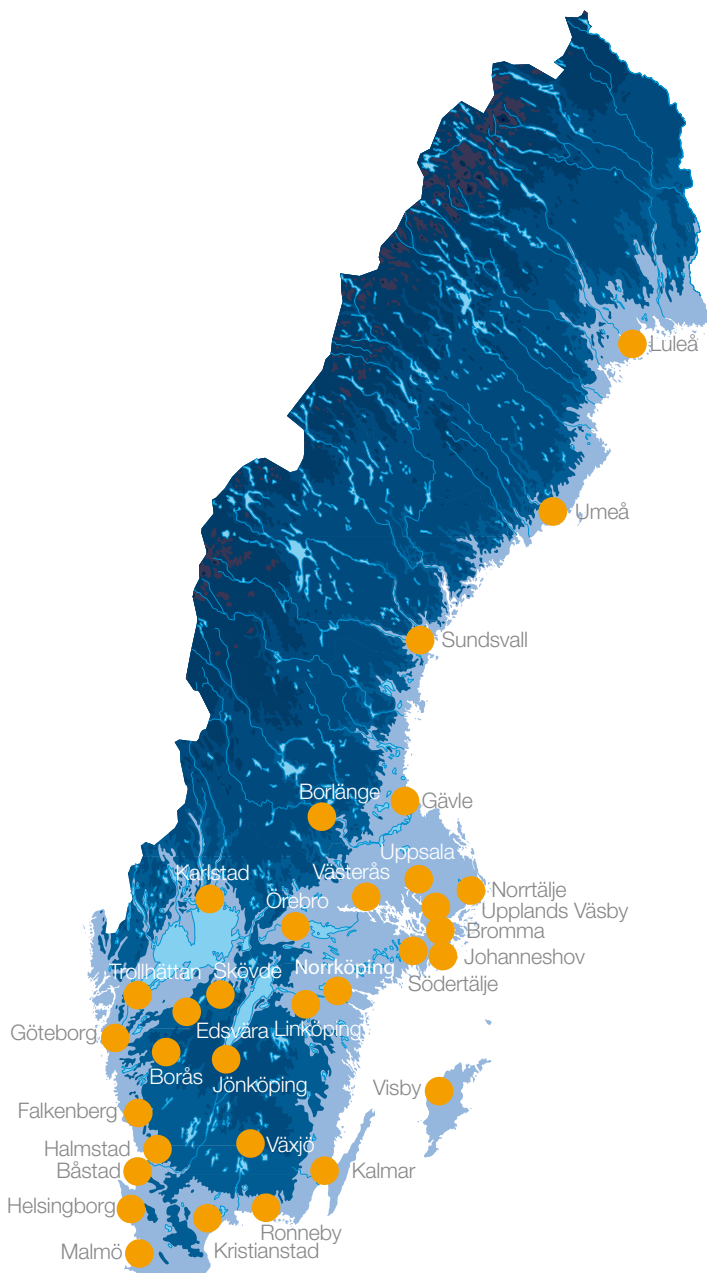 Luleå
Umeå
Sundsvall
Borlänge
Gävle
Uppsala
Västerås
Karlstad
Norrtälje
Örebro
Upplands Väsby
Bromma
Johanneshov
Norrköping
Trollhättan
Skövde
Södertälje
Edsvära
Linköping
Göteborg
Borås
Jönköping
Visby
Falkenberg
Halmstad
Växjö
Båstad
Kalmar
Helsingborg
Ronneby
Kristianstad
Malmö